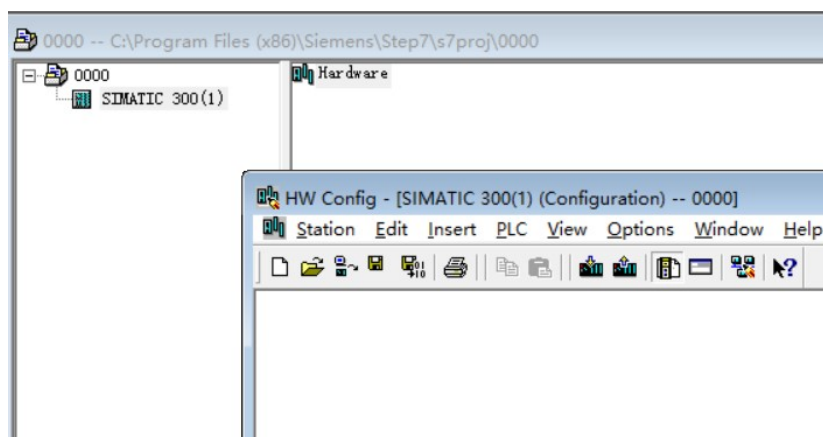 0000 -- C:\Program Files (x86)\Siemens\Step7\s7proj\0000
0000
Hardware
SIMATIC 300(1)
HW Config - [SIMATIC 300(1) (Configuration) -- 0000]
Station Edit Insert PLC View Options Window Help